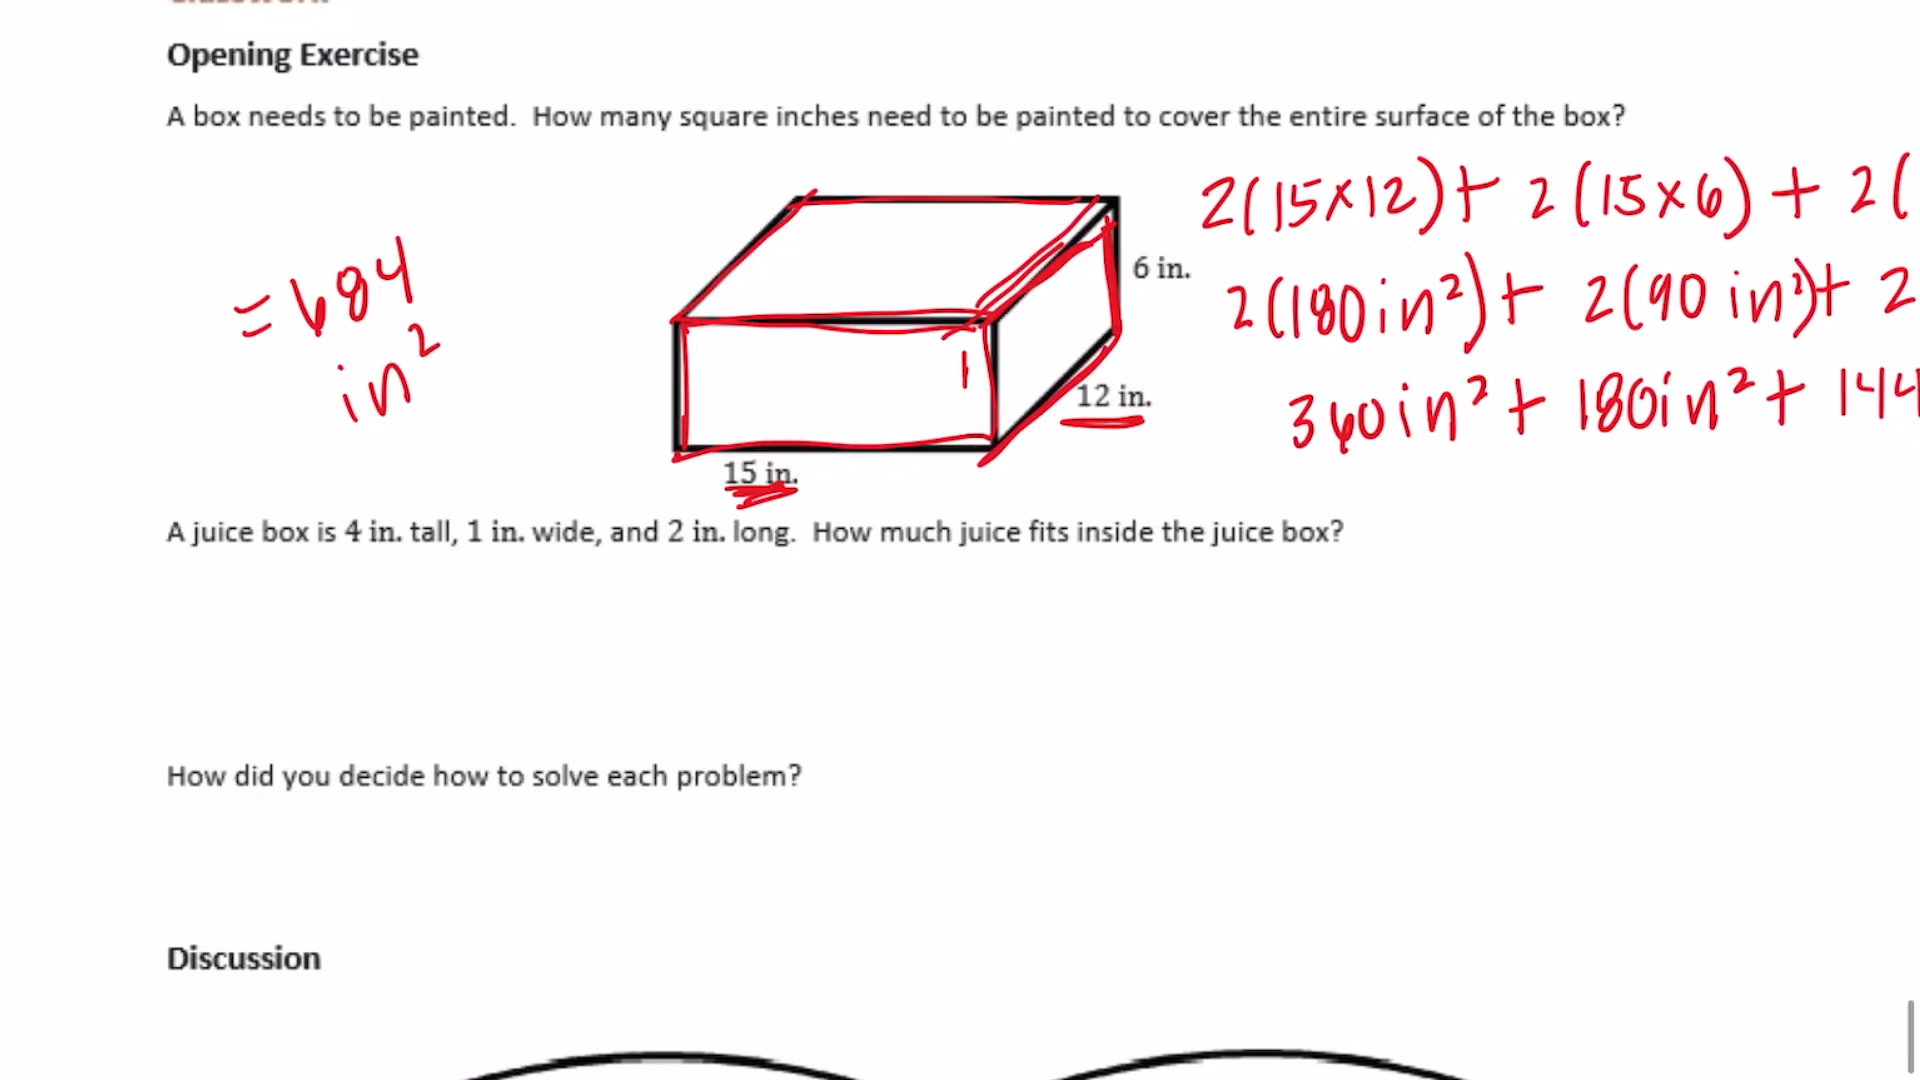 Opening Exercise
A box needs to be painted. How many square inches need to be painted to cover the entire surface of the box?
2(15×12)+ 2(15×6) + 2(
6 in.
= 684
in²
2(180in²)+ 2(90 in²)+ 2
12 in.
360in² + 180in² + 144
15 in.
A juice box is 4 in. tall, 1 in. wide, and 2 in. long. How much juice fits inside the juice box?
How did you decide how to solve each problem?
Discussion